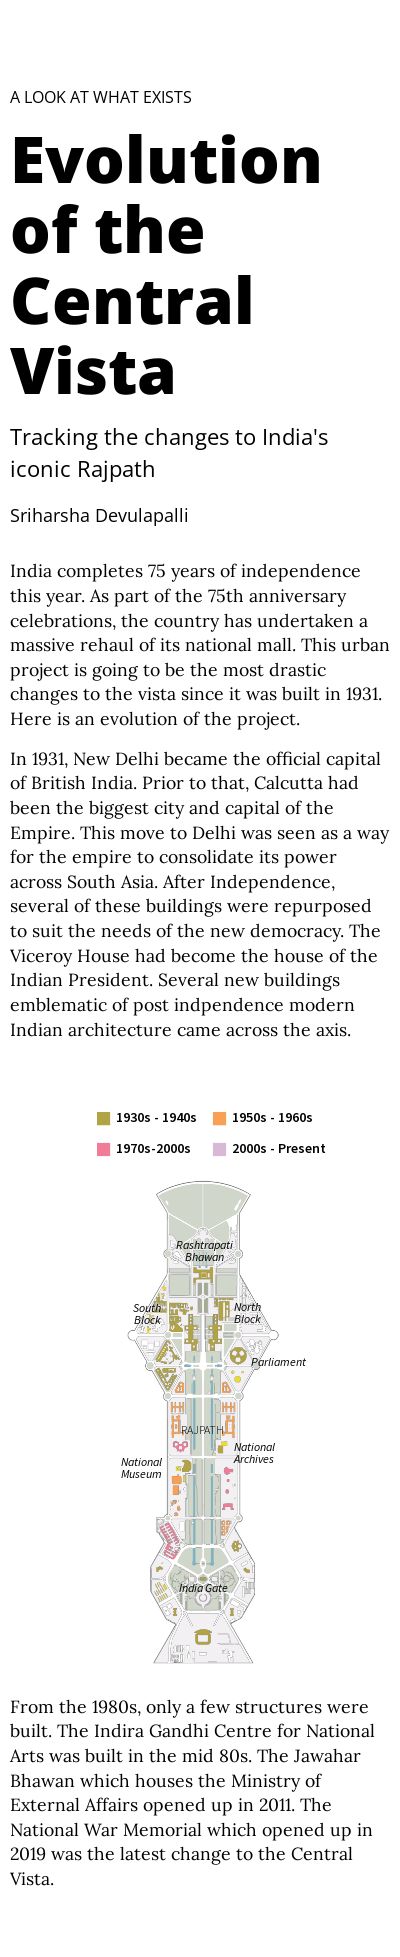 A LOOK AT WHAT EXISTS
Evolution
of the
Central
Vista
Tracking the changes to India's
iconic Rajpath
Sriharsha Devulapalli
India completes 75 years of independence
this year. As part of the 75th anniversary
celebrations, the country has undertaken a
massive rehaul of its national mall. This urban
project is going to be the most drastic
changes to the vista since it was built in 1931.
Here is an evolution of the project.
In 1931, New Delhi became the official capital
of British India. Prior to that, Calcutta had
been the biggest city and capital of the
Empire. This move to Delhi was seen as a way
for the empire to consolidate its power
across South Asia. After Independence,
several of these buildings were repurposed
to suit the needs of the new democracy. The
Viceroy House had become the house of the
Indian President. Several new buildings
emblematic of post indpendence modern
Indian architecture came across the axis.
1930s - 1940s
1950s - 1960s
1970s-2000s
2000s - Present
Rashtrapati
Bhawan
South
Block
North
Block
Parliament
RAJPATH
National
Museum
National
Archives
India Gate
From the 1980s, only a few structures were
built. The Indira Gandhi Centre for National
Arts was built in the mid 80s. The Jawahar
Bhawan which houses the Ministry of
External Affairs opened up in 2011. The
National War Memorial which opened up in
2019 was the latest change to the Central
Vista.